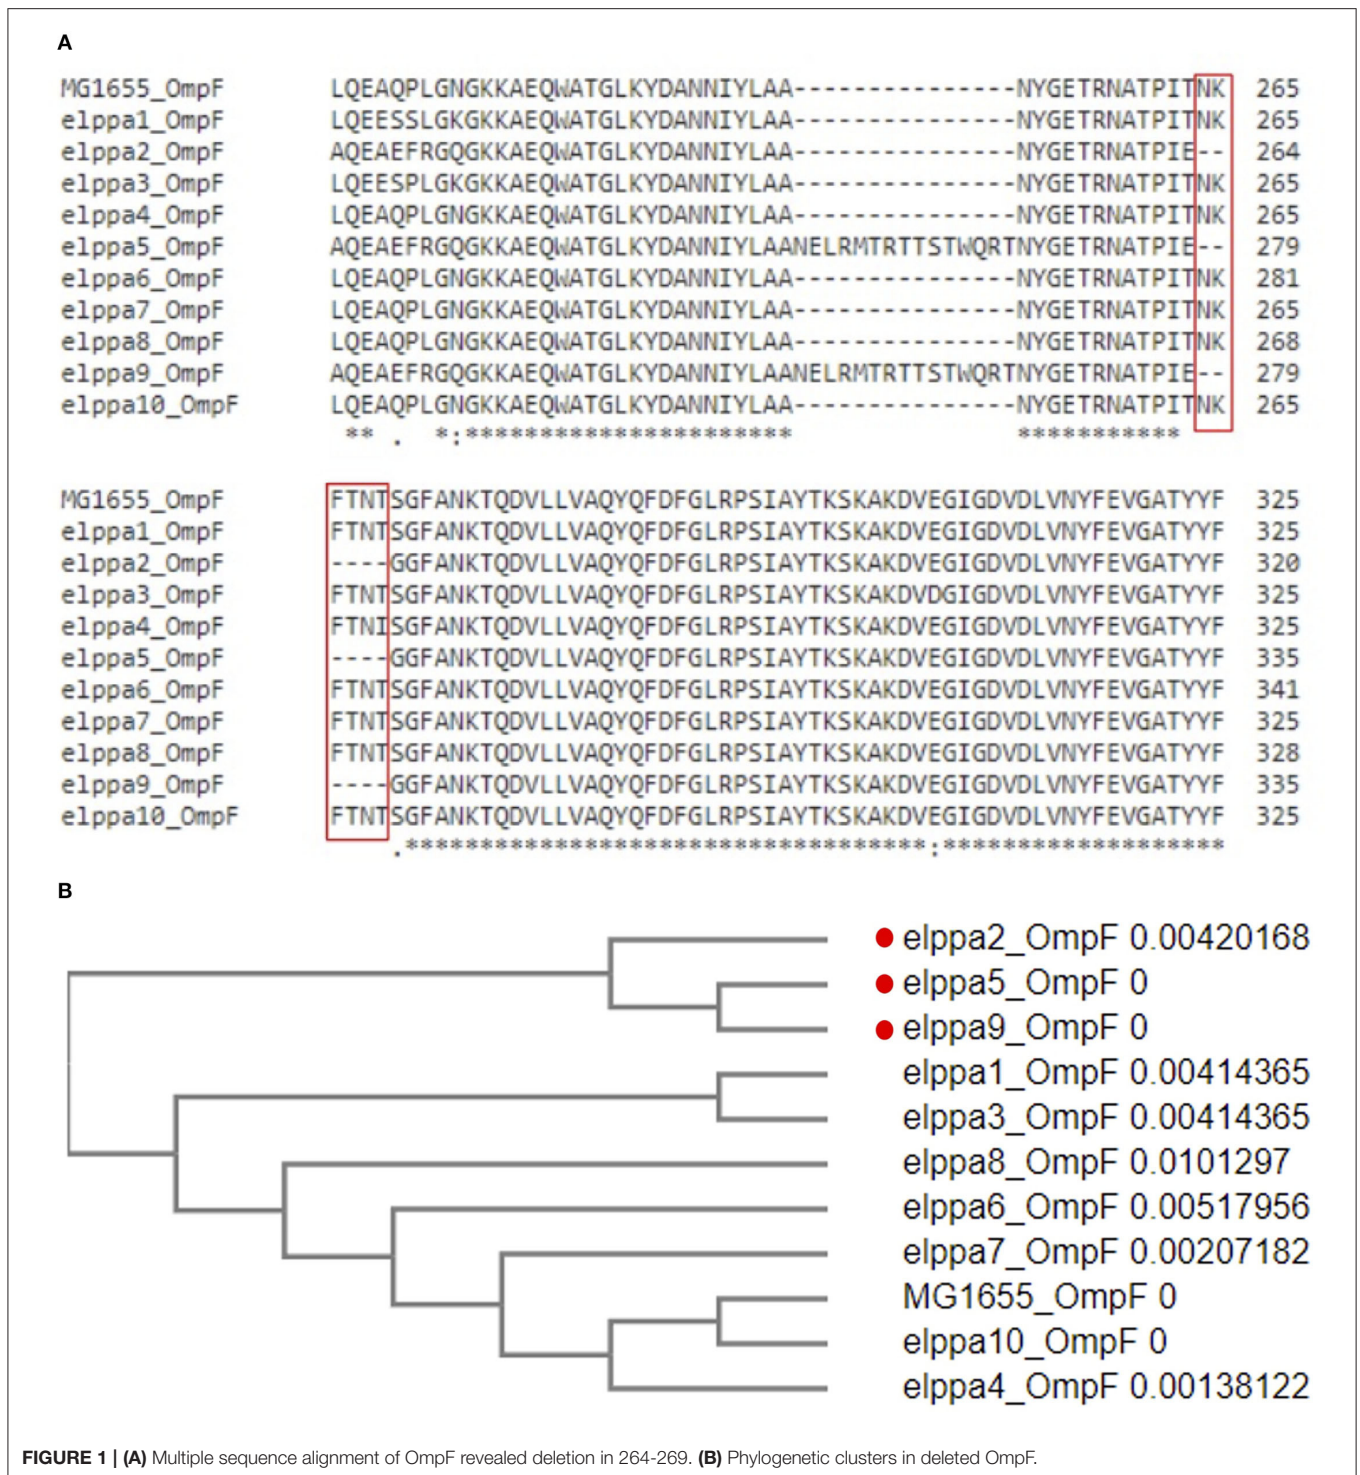 A
MG1655_OmpF LQEAQPLGNGKKAEQWATGLKYDANNIYLAA---------------NYGETRNATPITNK 265
elppa1_OmpF LQEESSLGKGKKAEQWATGLKYDANNIYLAA---------------NYGETRNATPITNK 265
elppa2_OmpF AQEAEFRGQGKKAEQWATGLKYDANNIYLAA---------------NYGETRNATPIE-- 264
elppa3_OmpF LQEESPLGKGKKAEQWATGLKYDANNIYLAA---------------NYGETRNATPITNK 265
elppa4_OmpF LQEAQPLGNGKKAEQWATGLKYDANNIYLAA---------------NYGETRNATPITNK 265
elppa5_OmpF AQEAEFRGQGKKAEQWATGLKYDANNIYLAANELRMTRTTSTWQRTNYGETRNATPIE-- 279
elppa6_OmpF LQEAQPLGNGKKAEQWATGLKYDANNIYLAA---------------NYGETRNATPITNK 281
elppa7_OmpF LQEAQPLGNGKKAEQWATGLKYDANNIYLAA---------------NYGETRNATPITNK 265
elppa8_OmpF LQEAQPLGNGKKAEQWATGLKYDANNIYLAA---------------NYGETRNATPITNK 268
elppa9_OmpF AQEAEFRGQGKKAEQWATGLKYDANNIYLAANELRMTRTTSTWQRTNYGETRNATPIE-- 279
elppa10_OmpF LQEAQPLGNGKKAEQWATGLKYDANNIYLAA---------------NYGETRNATPITNK 265
** .  *:**********************               ***********
MG1655_OmpF FTNTSGFANKTQDVLLVAQYQFDFGLRPSIAYTKSKAKDVEGIGDVDLVNYFEVGATYYF 325
elppa1_OmpF FTNTSGFANKTQDVLLVAQYQFDFGLRPSIAYTKSKAKDVEGIGDVDLVNYFEVGATYYF 325
elppa2_OmpF ----GGFANKTQDVLLVAQYQFDFGLRPSIAYTKSKAKDVEGIGDVDLVNYFEVGATYYF 320
elppa3_OmpF FTNTSGFANKTQDVLLVAQYQFDFGLRPSIAYTKSKAKDVDGIGDVDLVNYFEVGATYYF 325
elppa4_OmpF FTNISGFANKTQDVLLVAQYQFDFGLRPSIAYTKSKAKDVEGIGDVDLVNYFEVGATYYF 325
elppa5_OmpF ----GGFANKTQDVLLVAQYQFDFGLRPSIAYTKSKAKDVEGIGDVDLVNYFEVGATYYF 335
elppa6_OmpF FTNTSGFANKTQDVLLVAQYQFDFGLRPSIAYTKSKAKDVEGIGDVDLVNYFEVGATYYF 341
elppa7_OmpF FTNTSGFANKTQDVLLVAQYQFDFGLRPSIAYTKSKAKDVEGIGDVDLVNYFEVGATYYF 325
elppa8_OmpF FTNTSGFANKTQDVLLVAQYQFDFGLRPSIAYTKSKAKDVEGIGDVDLVNYFEVGATYYF 328
elppa9_OmpF ----GGFANKTQDVLLVAQYQFDFGLRPSIAYTKSKAKDVEGIGDVDLVNYFEVGATYYF 335
elppa10_OmpF FTNTSGFANKTQDVLLVAQYQFDFGLRPSIAYTKSKAKDVEGIGDVDLVNYFEVGATYYF 325
.***********************************:*******************
B
elppa2_OmpF 0.00420168
elppa5_OmpF 0
elppa9_OmpF 0
elppa1_OmpF 0.00414365
elppa3_OmpF 0.00414365
elppa8_OmpF 0.0101297
elppa6_OmpF 0.00517956
elppa7_OmpF 0.00207182
MG1655_OmpF 0
elppa10_OmpF 0
elppa4_OmpF 0.00138122
FIGURE 1 | (A) Multiple sequence alignment of OmpF revealed deletion in 264-269. (B) Phylogenetic clusters in deleted OmpF.